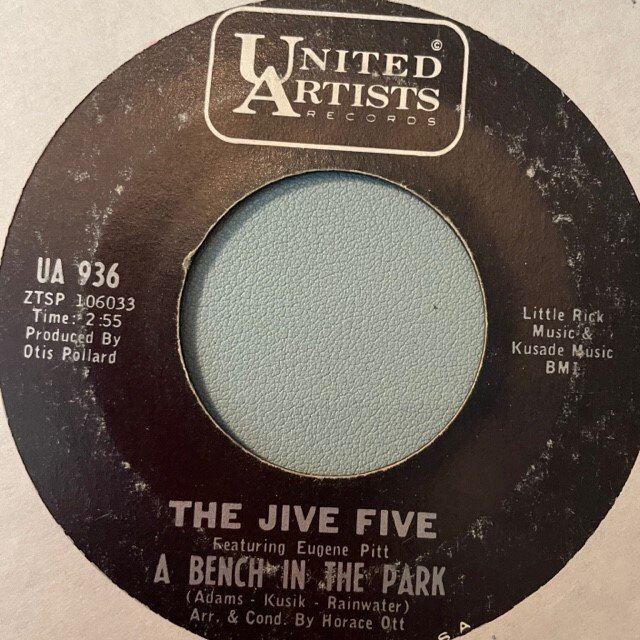 ©
UNITED
ARTISTS
RECORDS
UA 936
ZTSP 106033
Time: 2:55
Produced By
Otis Pollard
Little Rick
Music &
Kusade Music
BMI
THE JIVE FIVE
Featuring Eugene Pitt
A BENCH IN THE PARK
(Adams - Kusik - Rainwater)
Arr. & Cond. By Horace Ott
S.A